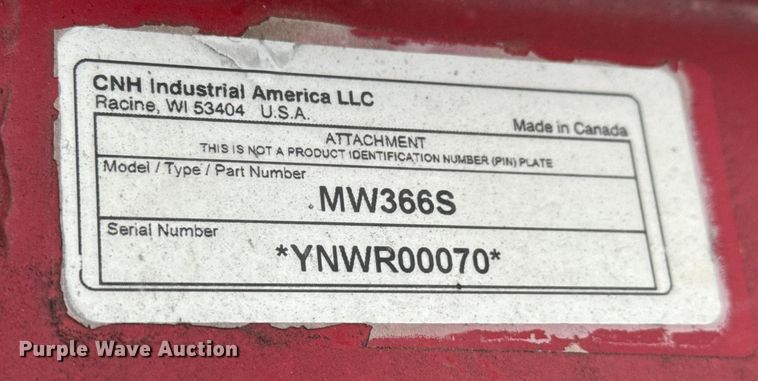 CNH Industrial America LLC
Racine, WI 53404 U.S.A.
Made in Canada
ATTACHMENT
THIS IS NOT A PRODUCT IDENTIFICATION NUMBER (PIN) PLATE
Model / Type / Part Number
MW366S
Serial Number
*YNWR00070*
Purple Wave Auction